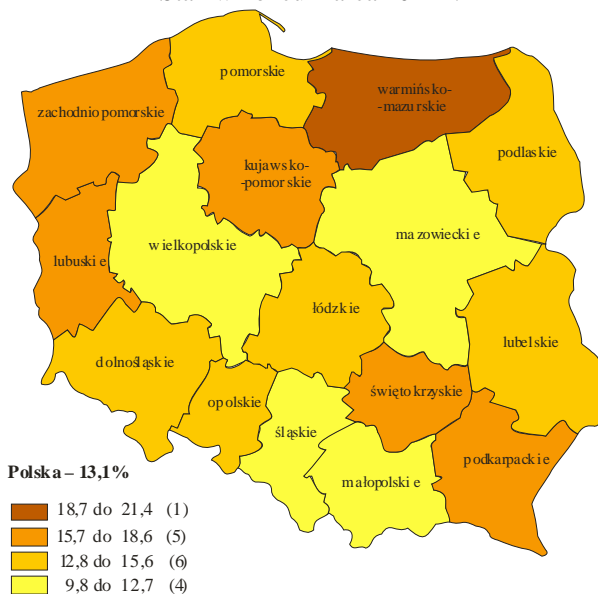 pomorskie
warmińsko-
-mazurskie
zachodniopomorskie
podlaskie
kujawsko-
-pomorskie
mazowieckie
wielkopolskie
lubuskie
łódzkie
lubelskie
dolnośląskie
opolskie
świętokrzyskie
śląskie
podkarpackie
małopolskie
Polska – 13,1%
18,7 do 21,4 (1)
15,7 do 18,6 (5)
12,8 do 15,6 (6)
9,8 do 12,7 (4)